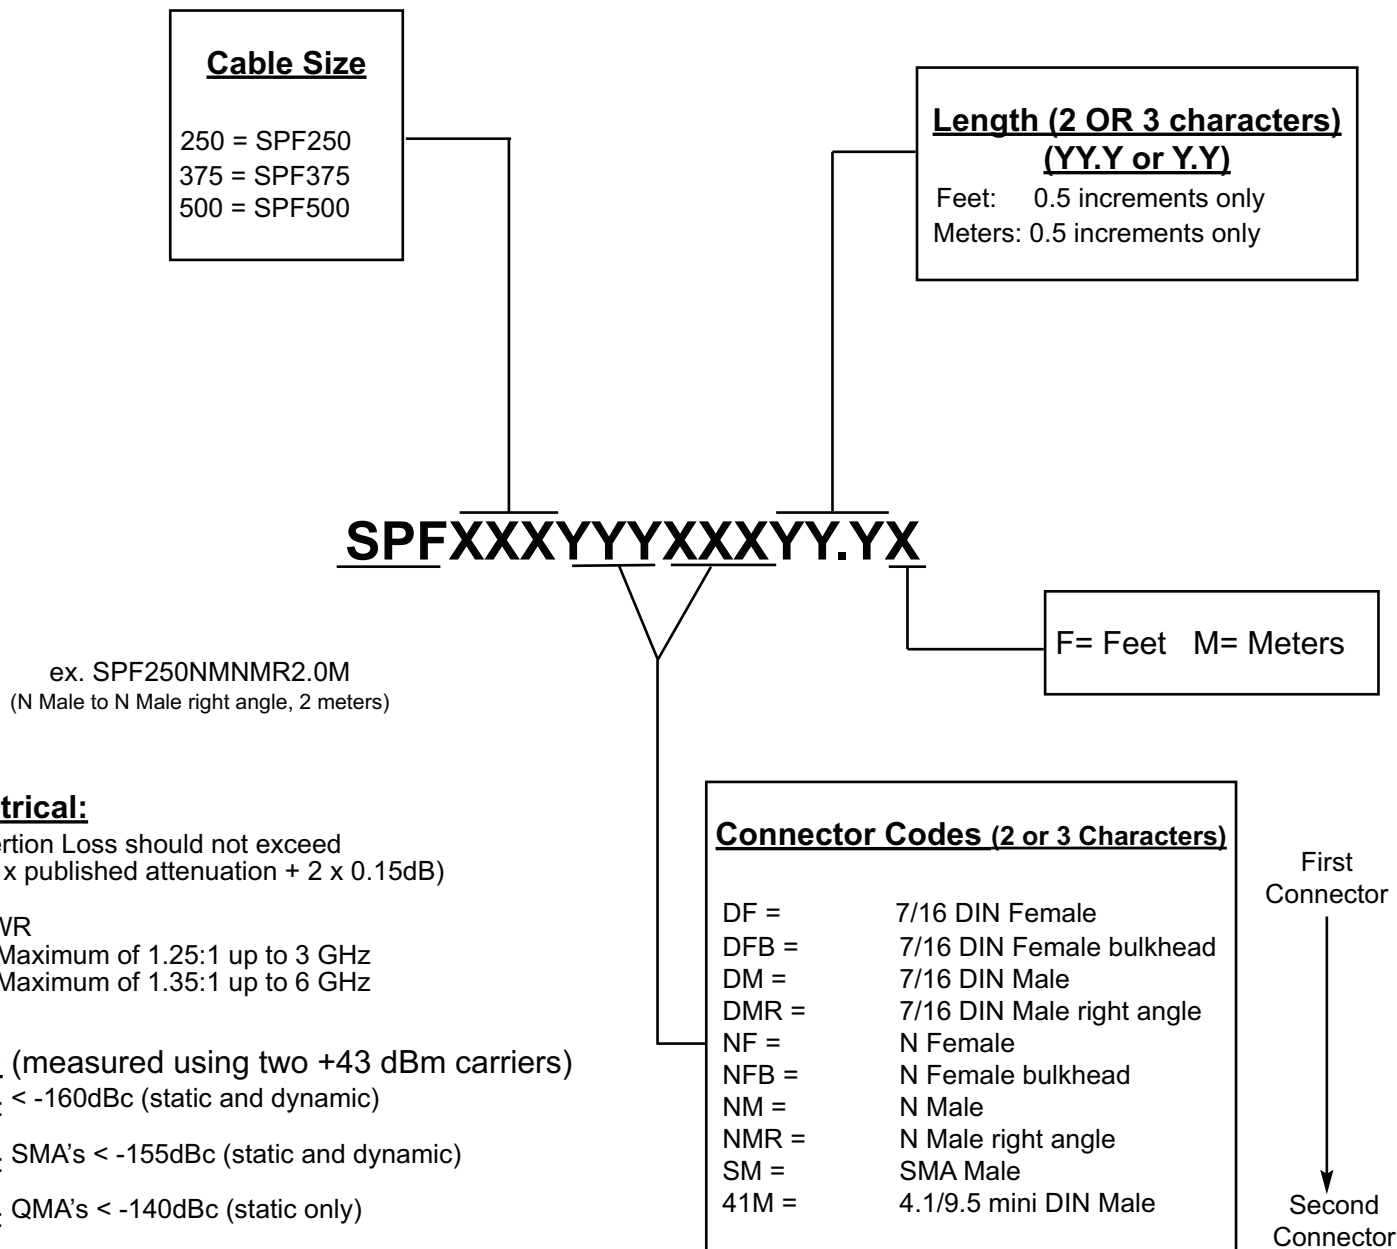 Cable Size
250 = SPF250
375 = SPF375
500 = SPF500
Length (2 OR 3 characters)
(YY.Y or Y.Y)
Feet: 0.5 increments only
Meters: 0.5 increments only
SPFXXXYYYXXXYY.YX
F= Feet M= Meters
ex. SPF250NMNMR2.0M
(N Male to N Male right angle, 2 meters)
trical:
rtion Loss should not exceed
x published attenuation + 2 x 0.15dB)
WR
Maximum of 1.25:1 up to 3 GHz
Maximum of 1.35:1 up to 6 GHz
(measured using two +43 dBm carriers)
: < -160dBc (static and dynamic)
: SMA’s < -155dBc (static and dynamic)
: QMA’s < -140dBc (static only)
Connector Codes (2 or 3 Characters)
DF = 7/16 DIN Female
DFB = 7/16 DIN Female bulkhead
DM = 7/16 DIN Male
DMR = 7/16 DIN Male right angle
NF = N Female
NFB = N Female bulkhead
NM = N Male
NMR = N Male right angle
SM = SMA Male
41M = 4.1/9.5 mini DIN Male
First
Connector
Second
Connector